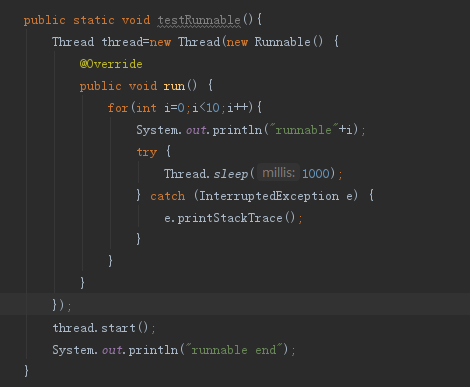 public static void testRunnable(){
    Thread thread=new Thread(new Runnable() {
        @Override
        public void run() {
            for(int i=0;i<10;i++){
                System.out.println("runnable"+i);
                try {
                    Thread.sleep( millis: 1000);
                } catch (InterruptedException e) {
                    e.printStackTrace();
                }
            }
        }
    });
    thread.start();
    System.out.println("runnable end");
}